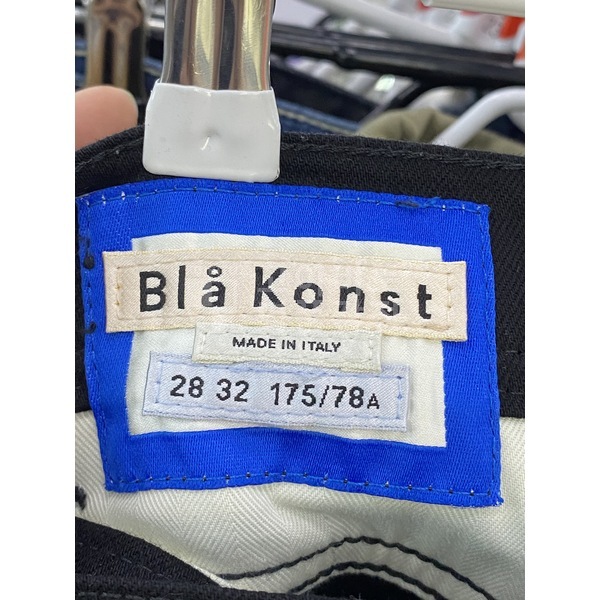 Blå Konst
MADE IN ITALY
28 32 175/78A